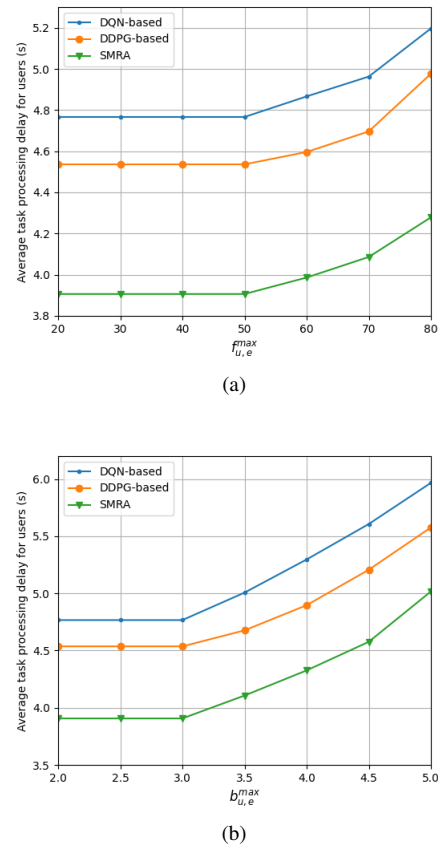 Average task processing delay for users (s)
5.2
5.0
4.8
4.6
4.4
4.2
4.0
3.8
DQN-based
DDPG-based
SMRA
20 30 40 50 60 70 80
f_{u,e}^{max}
(a)
Average task processing delay for users (s)
6.0
5.5
5.0
4.5
4.0
3.5
DQN-based
DDPG-based
SMRA
2.0 2.5 3.0 3.5 4.0 4.5 5.0
b_{u,e}^{max}
(b)